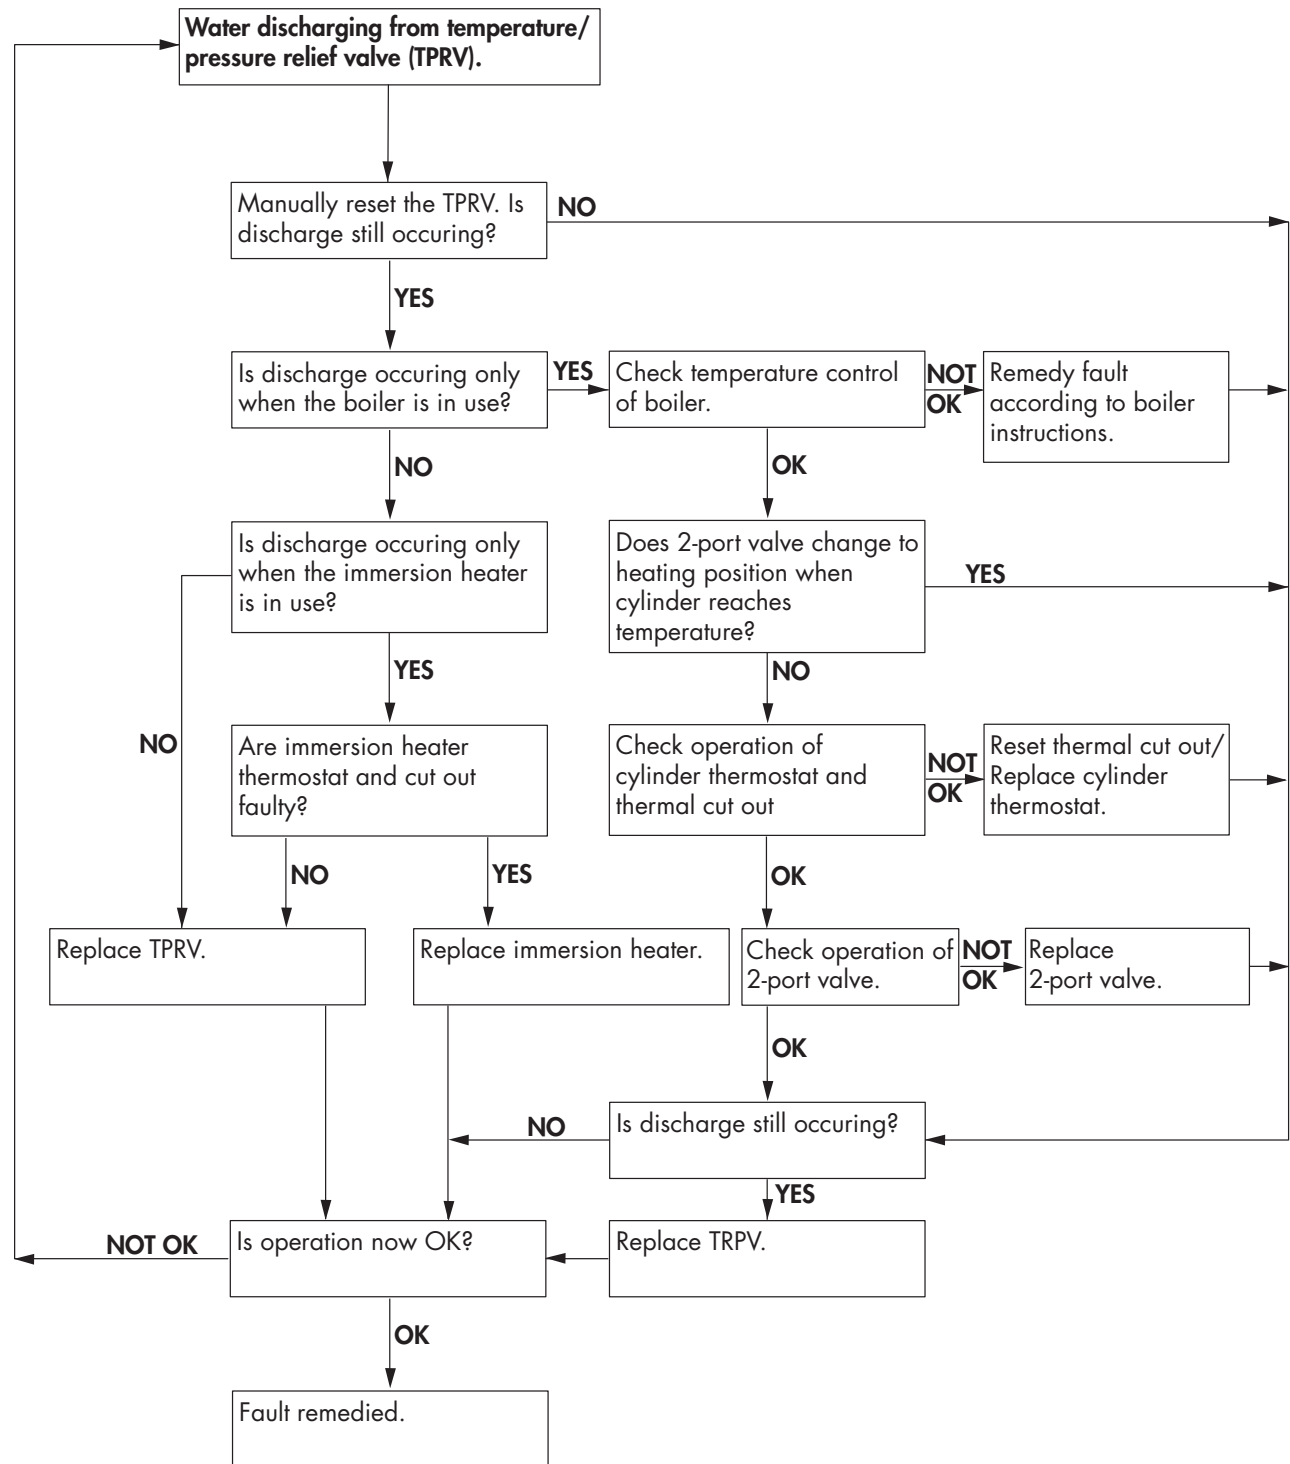 Water discharging from temperature/
pressure relief valve (TPRV).
Manually reset the TPRV. Is
discharge still occuring?
NO
YES
Is discharge occuring only
when the boiler is in use?
YES
Check temperature control
of boiler.
NOT
OK
Remedy fault
according to boiler
instructions.
NO
OK
Is discharge occuring only
when the immersion heater
is in use?
Does 2-port valve change to
heating position when
cylinder reaches
temperature?
YES
YES
NO
NO
Are immersion heater
thermostat and cut out
faulty?
Check operation of
cylinder thermostat and
thermal cut out
NOT
OK
Reset thermal cut out/
Replace cylinder
thermostat.
NO
YES
OK
Replace TPRV.
Replace immersion heater.
Check operation of
2-port valve.
NOT
OK
Replace
2-port valve.
OK
Is discharge still occuring?
NO
YES
NOT OK
Is operation now OK?
Replace TRPV.
OK
Fault remedied.